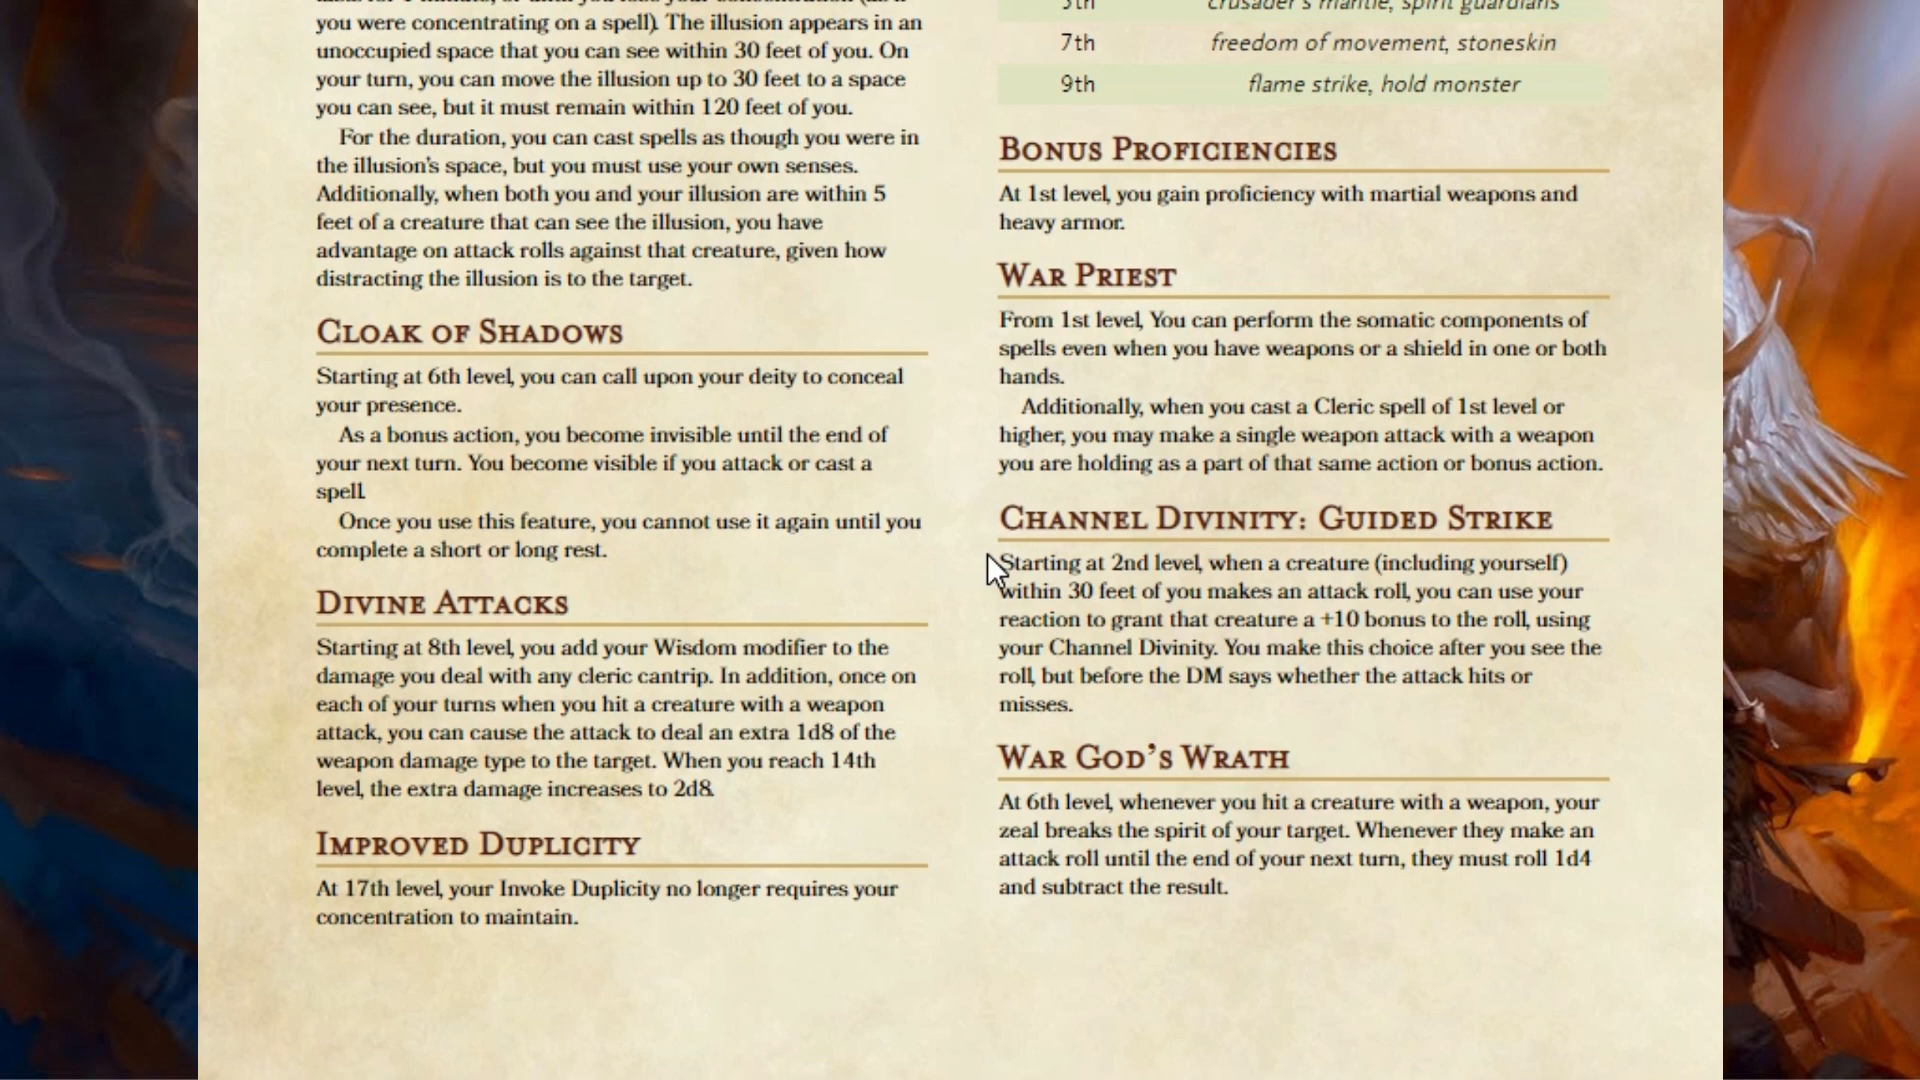 you were concentrating on a spell). The illusion appears in an
unoccupied space that you can see within 30 feet of you. On
your turn, you can move the illusion up to 30 feet to a space
you can see, but it must remain within 120 feet of you.
For the duration, you can cast spells as though you were in
the illusion's space, but you must use your own senses.
Additionally, when both you and your illusion are within 5
feet of a creature that can see the illusion, you have
advantage on attack rolls against that creature, given how
distracting the illusion is to the target.
Cloak of Shadows
Starting at 6th level, you can call upon your deity to conceal
your presence.
As a bonus action, you become invisible until the end of
your next turn. You become visible if you attack or cast a
spell.
Once you use this feature, you cannot use it again until you
complete a short or long rest.
Divine Attacks
Starting at 8th level, you add your Wisdom modifier to the
damage you deal with any cleric cantrip. In addition, once on
each of your turns when you hit a creature with a weapon
attack, you can cause the attack to deal an extra 1d8 of the
weapon damage type to the target. When you reach 14th
level, the extra damage increases to 2d8.
Improved Duplicity
At 17th level, your Invoke Duplicity no longer requires your
concentration to maintain.
5th crusader's mantle, spirit guardians
7th freedom of movement, stoneskin
9th flame strike, hold monster
Bonus Proficiencies
At 1st level, you gain proficiency with martial weapons and
heavy armor.
War Priest
From 1st level, You can perform the somatic components of
spells even when you have weapons or a shield in one or both
hands.
Additionally, when you cast a Cleric spell of 1st level or
higher, you may make a single weapon attack with a weapon
you are holding as a part of that same action or bonus action.
Channel Divinity: Guided Strike
Starting at 2nd level, when a creature (including yourself)
within 30 feet of you makes an attack roll, you can use your
reaction to grant that creature a +10 bonus to the roll, using
your Channel Divinity. You make this choice after you see the
roll, but before the DM says whether the attack hits or
misses.
War God's Wrath
At 6th level, whenever you hit a creature with a weapon, your
zeal breaks the spirit of your target. Whenever they make an
attack roll until the end of your next turn, they must roll 1d4
and subtract the result.